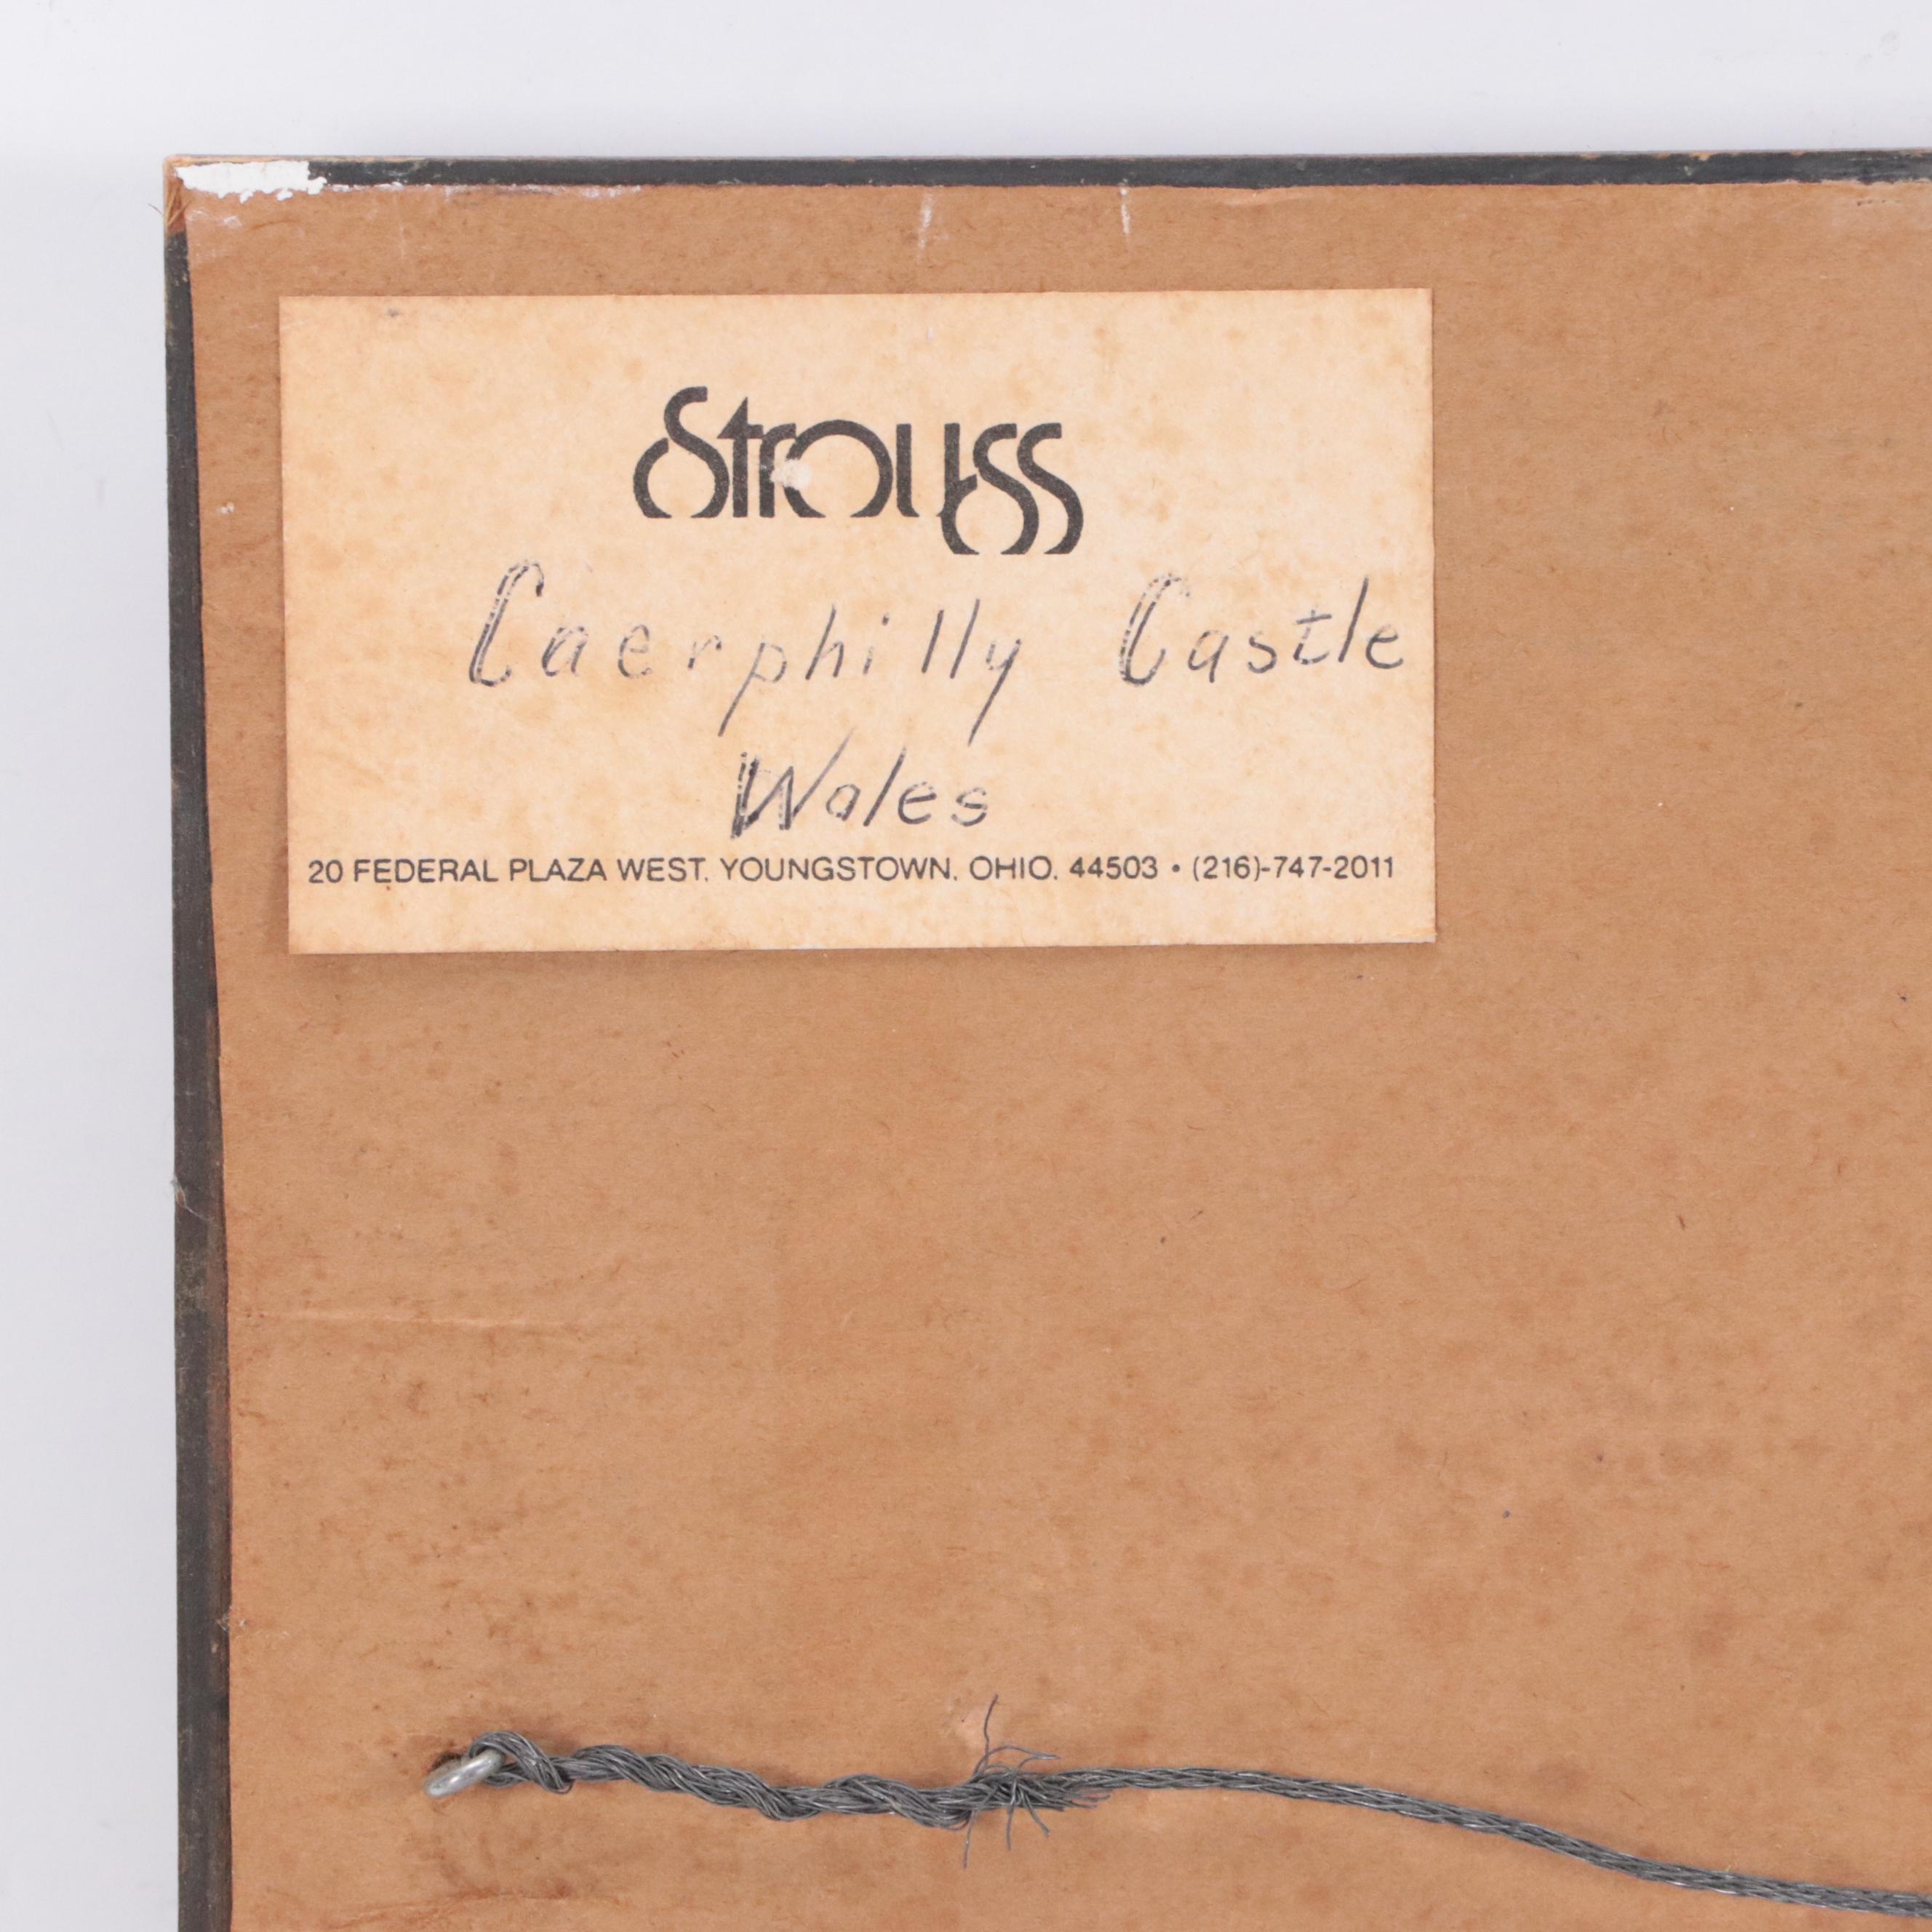 Strouss
Caerphilly Castle
Wales
20 FEDERAL PLAZA WEST, YOUNGSTOWN, OHIO, 44503 • (216)-747-2011